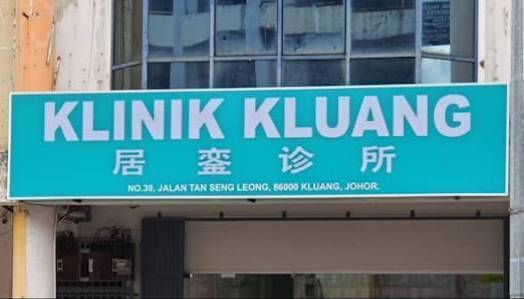 KLINIK KLUANG
居銮诊所
NO.39, JALAN TAN SENG LEONG, 86000 KLUANG, JOHOR.